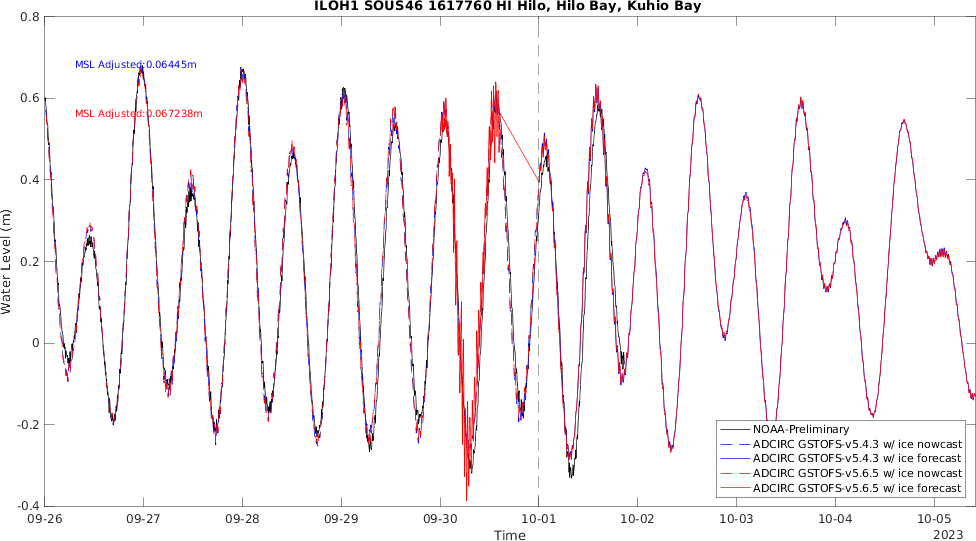 ILOH1 SOUS46 1617760 HI Hilo, Hilo Bay, Kuhio Bay
0.8
MSL Adjusted:0.06445m
0.6
MSL Adjusted:0.067238m
0.4
0.2
Water Level (m)
0
-0.2
NOAA-Preliminary
ADCIRC GSTOFS-v5.4.3 w/ ice nowcast
ADCIRC GSTOFS-v5.4.3 w/ ice forecast
ADCIRC GSTOFS-v5.6.5 w/ ice nowcast
ADCIRC GSTOFS-v5.6.5 w/ ice forecast
-0.4
09-26 09-27 09-28 09-29 09-30 10-01 10-02 10-03 10-04 10-05
Time 2023